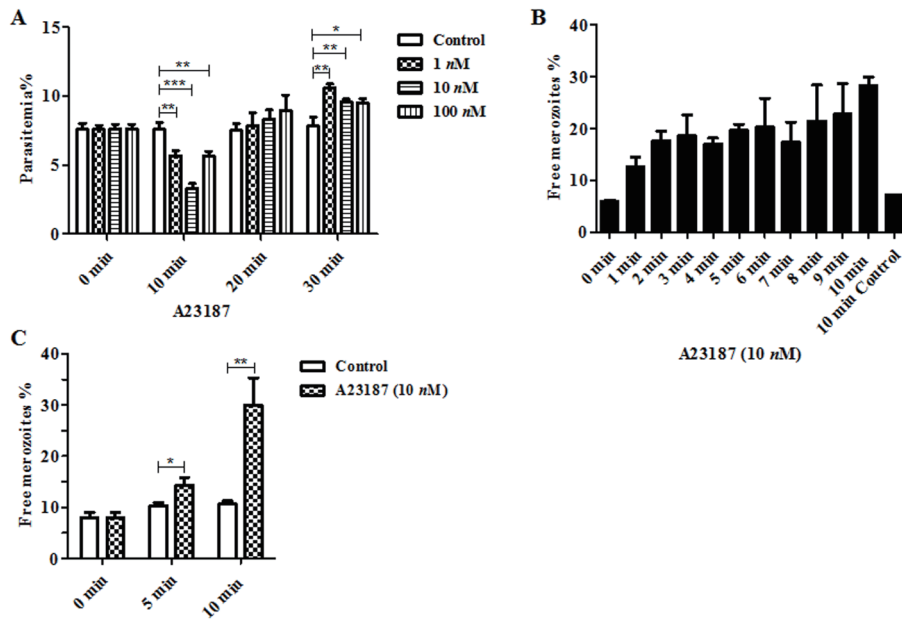 A
15
10
5
0
Parasitemia%
**
***
**
*
**
**
Control
1 nM
10 nM
100 nM
0 min
10 min
20 min
30 min
A23187
B
40
30
20
10
0
Free merozoites %
0 min
1 min
2 min
3 min
4 min
5 min
6 min
7 min
8 min
9 min
10 min
10 min Control
A23187 (10 nM)
C
40
30
20
10
0
Free merozoites %
*
**
Control
A23187 (10 nM)
0 min
5 min
10 min